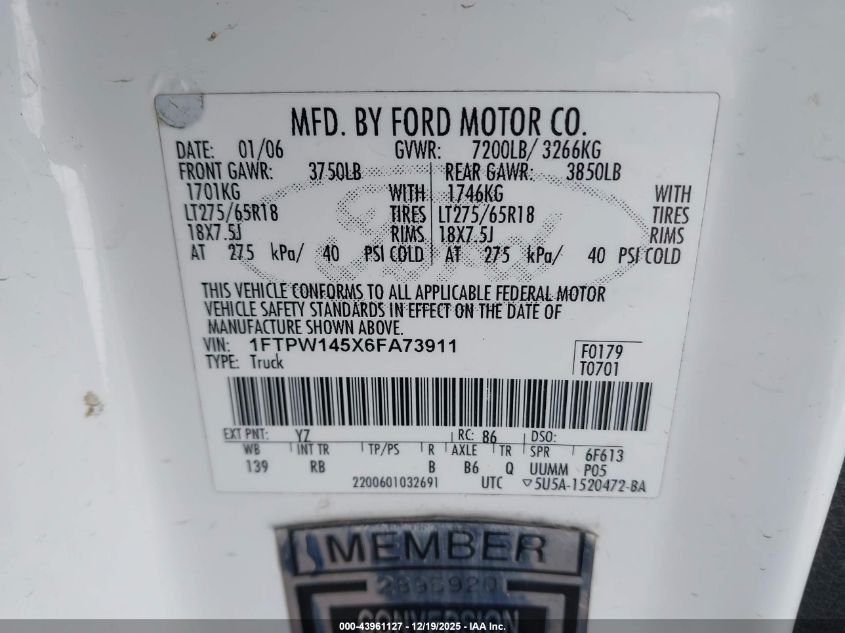 MFD. BY FORD MOTOR CO.
DATE: 01/06 GVWR: 7200LB/ 3266KG
FRONT GAWR: 3750LB REAR GAWR: 3850LB
1701KG WITH 1746KG WITH
LT275/65R18 TIRES LT275/65R18 TIRES
18X7.5J RIMS 18X7.5J RIMS
AT 275 kPa/ 40 PSI COLD AT 275 kPa/ 40 PSI COLD
THIS VEHICLE CONFORMS TO ALL APPLICABLE FEDERAL MOTOR
VEHICLE SAFETY STANDARDS IN EFFECT ON THE DATE OF
MANUFACTURE SHOWN ABOVE.
VIN: 1FTPW145X6FA73911 F0179
TYPE: Truck T0701
EXT PNT: YZ RC: 86 DSO:
WB INT TR TP/PS R AXLE TR SPR 6F613
139 RB B B6 Q UUMM P05
2200601032691 UTC ▽5U5A-1520472-BA
MEMBER
CONVERSION
000-43961127 - 12/19/2025 - IAA Inc.